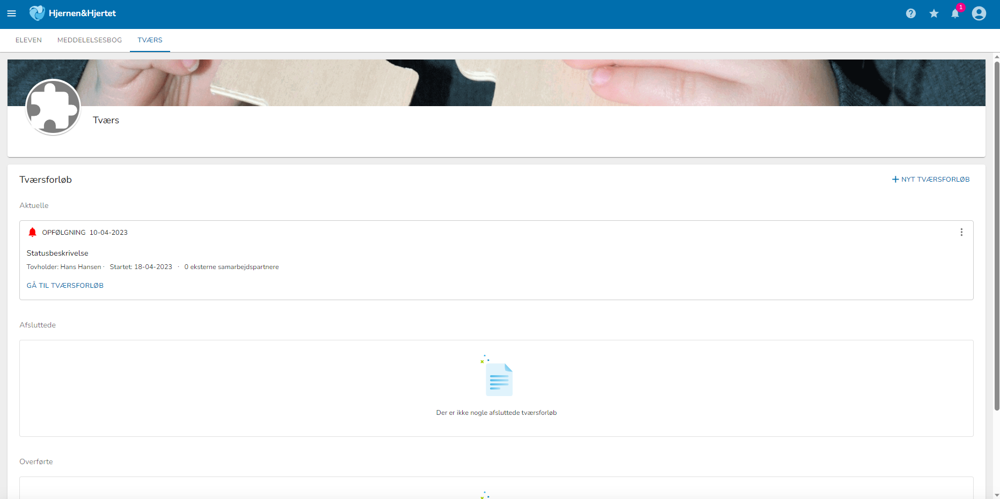 Hjernen&Hjertet
1
ELEVEN MEDDELELSESBOG TVÆRS
Tværs
Tværsforløb
NYT TVÆRSFORLØB
Aktuelle
OPFØLGNING 10-04-2023
Statusbeskrivelse
Tovholder: Hans Hansen · Startet: 18-04-2023 · 0 eksterne samarbejdspartnere
GÅ TIL TVÆRSFORLØB
Afsluttede
Der er ikke nogle afsluttede tværsforløb
Overførte